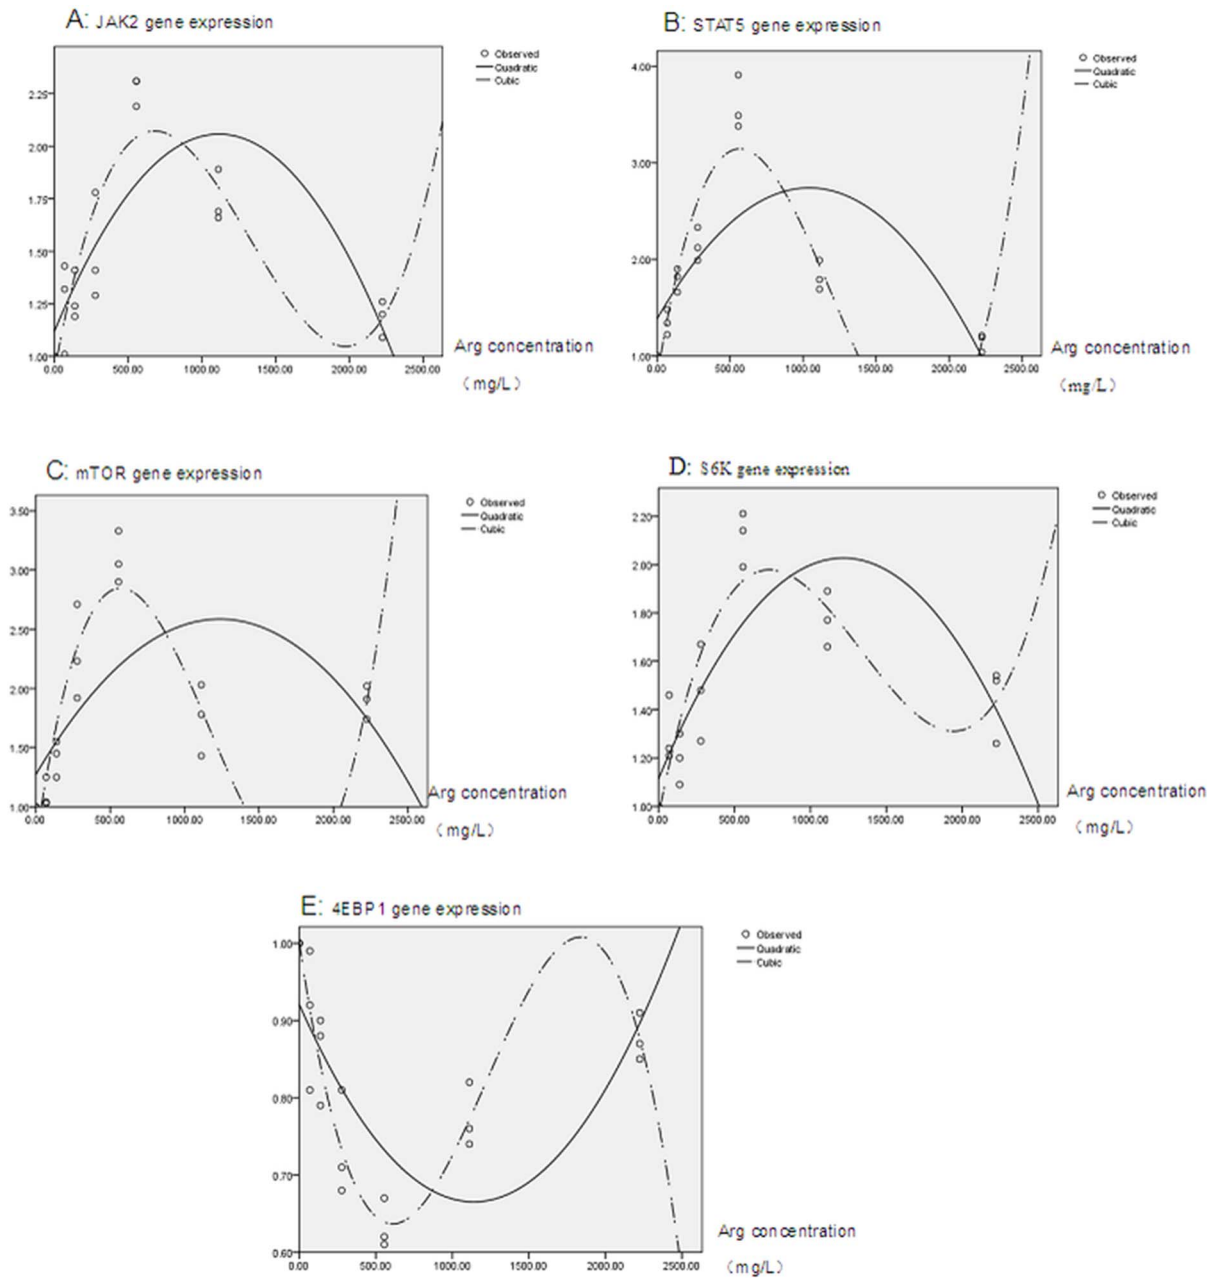 A: JAK2 gene expression
Observed
Quadratic
Cubic
2.25
2.00
1.75
1.50
1.25
1.00
0.00 500.00 1000.00 1500.00 2000.00 2500.00
Arg concentration
(mg/L)
B: STAT5 gene expression
Observed
Quadratic
Cubic
4.00
3.00
2.00
1.00
0.00 500.00 1000.00 1500.00 2000.00 2500.00
Arg concentration
(mg/L)
C: mTOR gene expression
Observed
Quadratic
Cubic
3.50
3.00
2.50
2.00
1.50
1.00
0.00 500.00 1000.00 1500.00 2000.00 2500.00
Arg concentration
(mg/L)
D: S6K gene expression
Observed
Quadratic
Cubic
2.20
2.00
1.80
1.60
1.40
1.20
1.00
0.00 500.00 1000.00 1500.00 2000.00 2500.00
Arg concentration
(mg/L)
E: 4EBP1 gene expression
Observed
Quadratic
Cubic
1.00
0.90
0.80
0.70
0.60
0.00 500.00 1000.00 1500.00 2000.00 2500.00
Arg concentration
(mg/L)